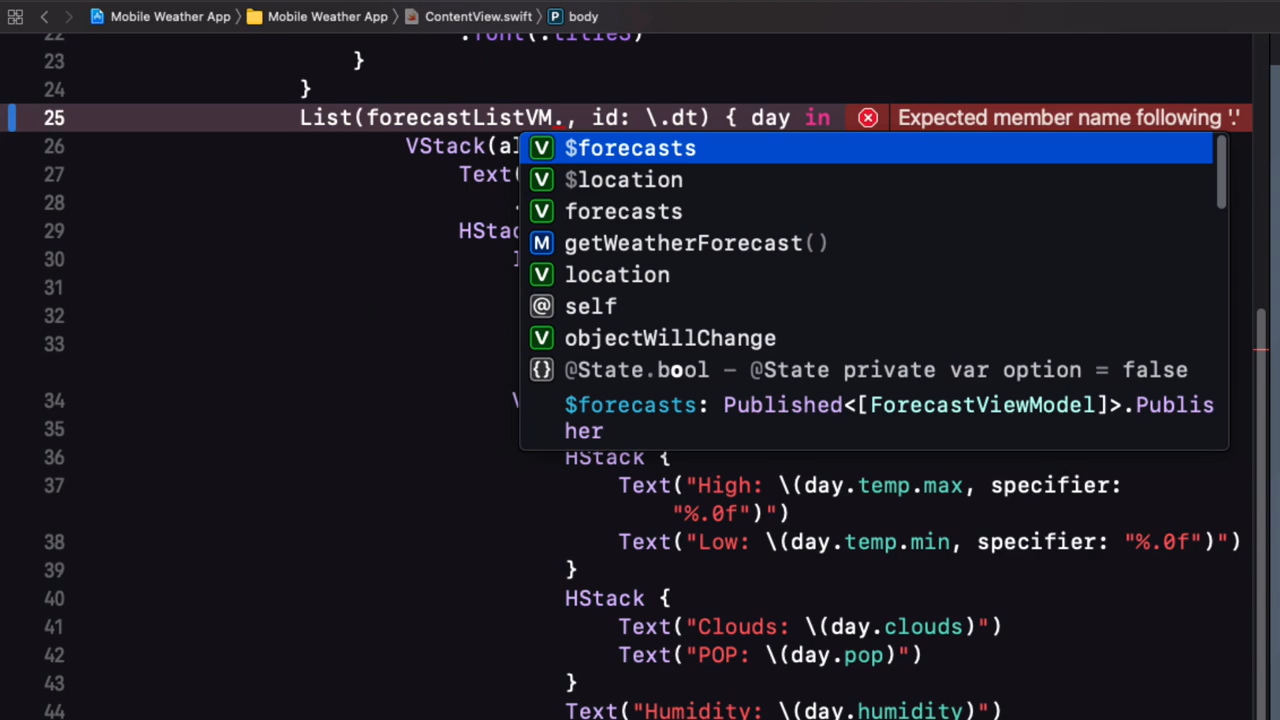 Mobile Weather App Mobile Weather App ContentView.swift P body
22 .font(.title3)
23 }
24 }
25 List(forecastListVM., id: \.dt) { day in Expected member name following '.'
26 VStack(al
27 Text(
28 .
29 HStac
30
31
32
33
34
35
36 HStack {
37 Text("High: \(day.temp.max, specifier:
"%.0f")")
38 Text("Low: \(day.temp.min, specifier: "%.0f")")
39 }
40 HStack {
41 Text("Clouds: \(day.clouds)")
42 Text("POP: \(day.pop)")
43 }
44 Text("Humidity: \(day.humidity)")
V $forecasts
V $location
V forecasts
M getWeatherForecast()
V location
@ self
V objectWillChange
{} @State.bool – @State private var option = false
$forecasts: Published<[ForecastViewModel]>.Publis
her